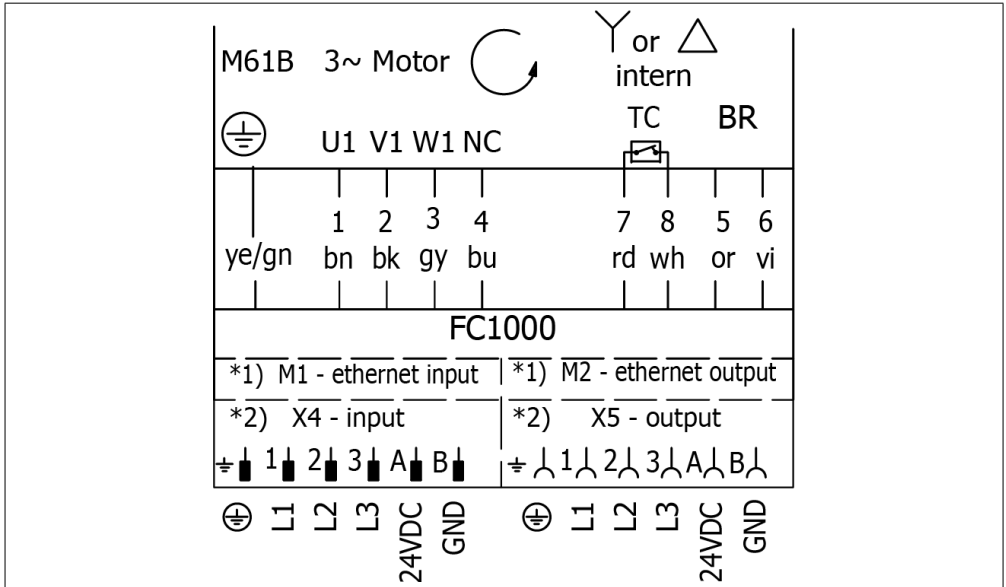 M61B 3~ Motor or
intern
TC BR
U1 V1 W1 NC
1 2 3 4 7 8 5 6
ye/gn bn bk gy bu rd wh or vi
FC1000
*1) M1 - ethernet input *1) M2 - ethernet output
*2) X4 - input *2) X5 - output
1 2 3 A B 1 2 3 A B
L1 L2 L3 24VDC GND L1 L2 L3 24VDC GND